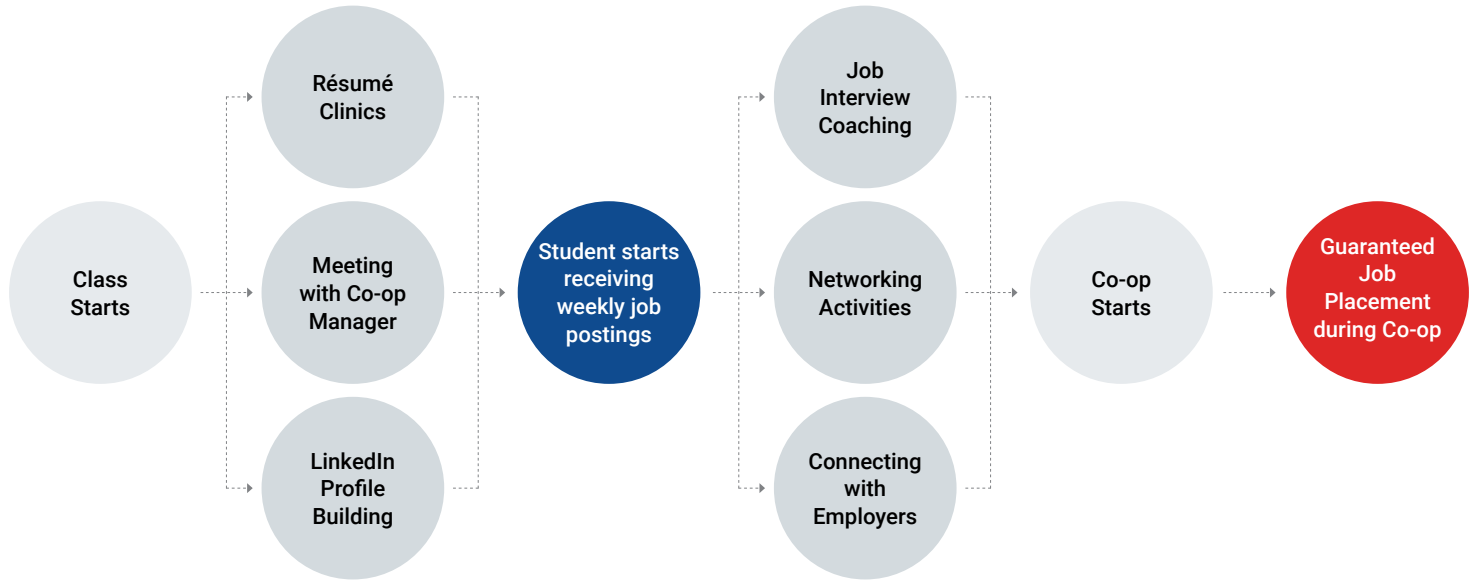 Class
Starts
Résumé
Clinics
Meeting
with Co-op
Manager
LinkedIn
Profile
Building
Student starts
receiving
weekly job
postings
Job
Interview
Coaching
Networking
Activities
Connecting
with
Employers
Co-op
Starts
Guaranteed
Job
Placement
during Co-op